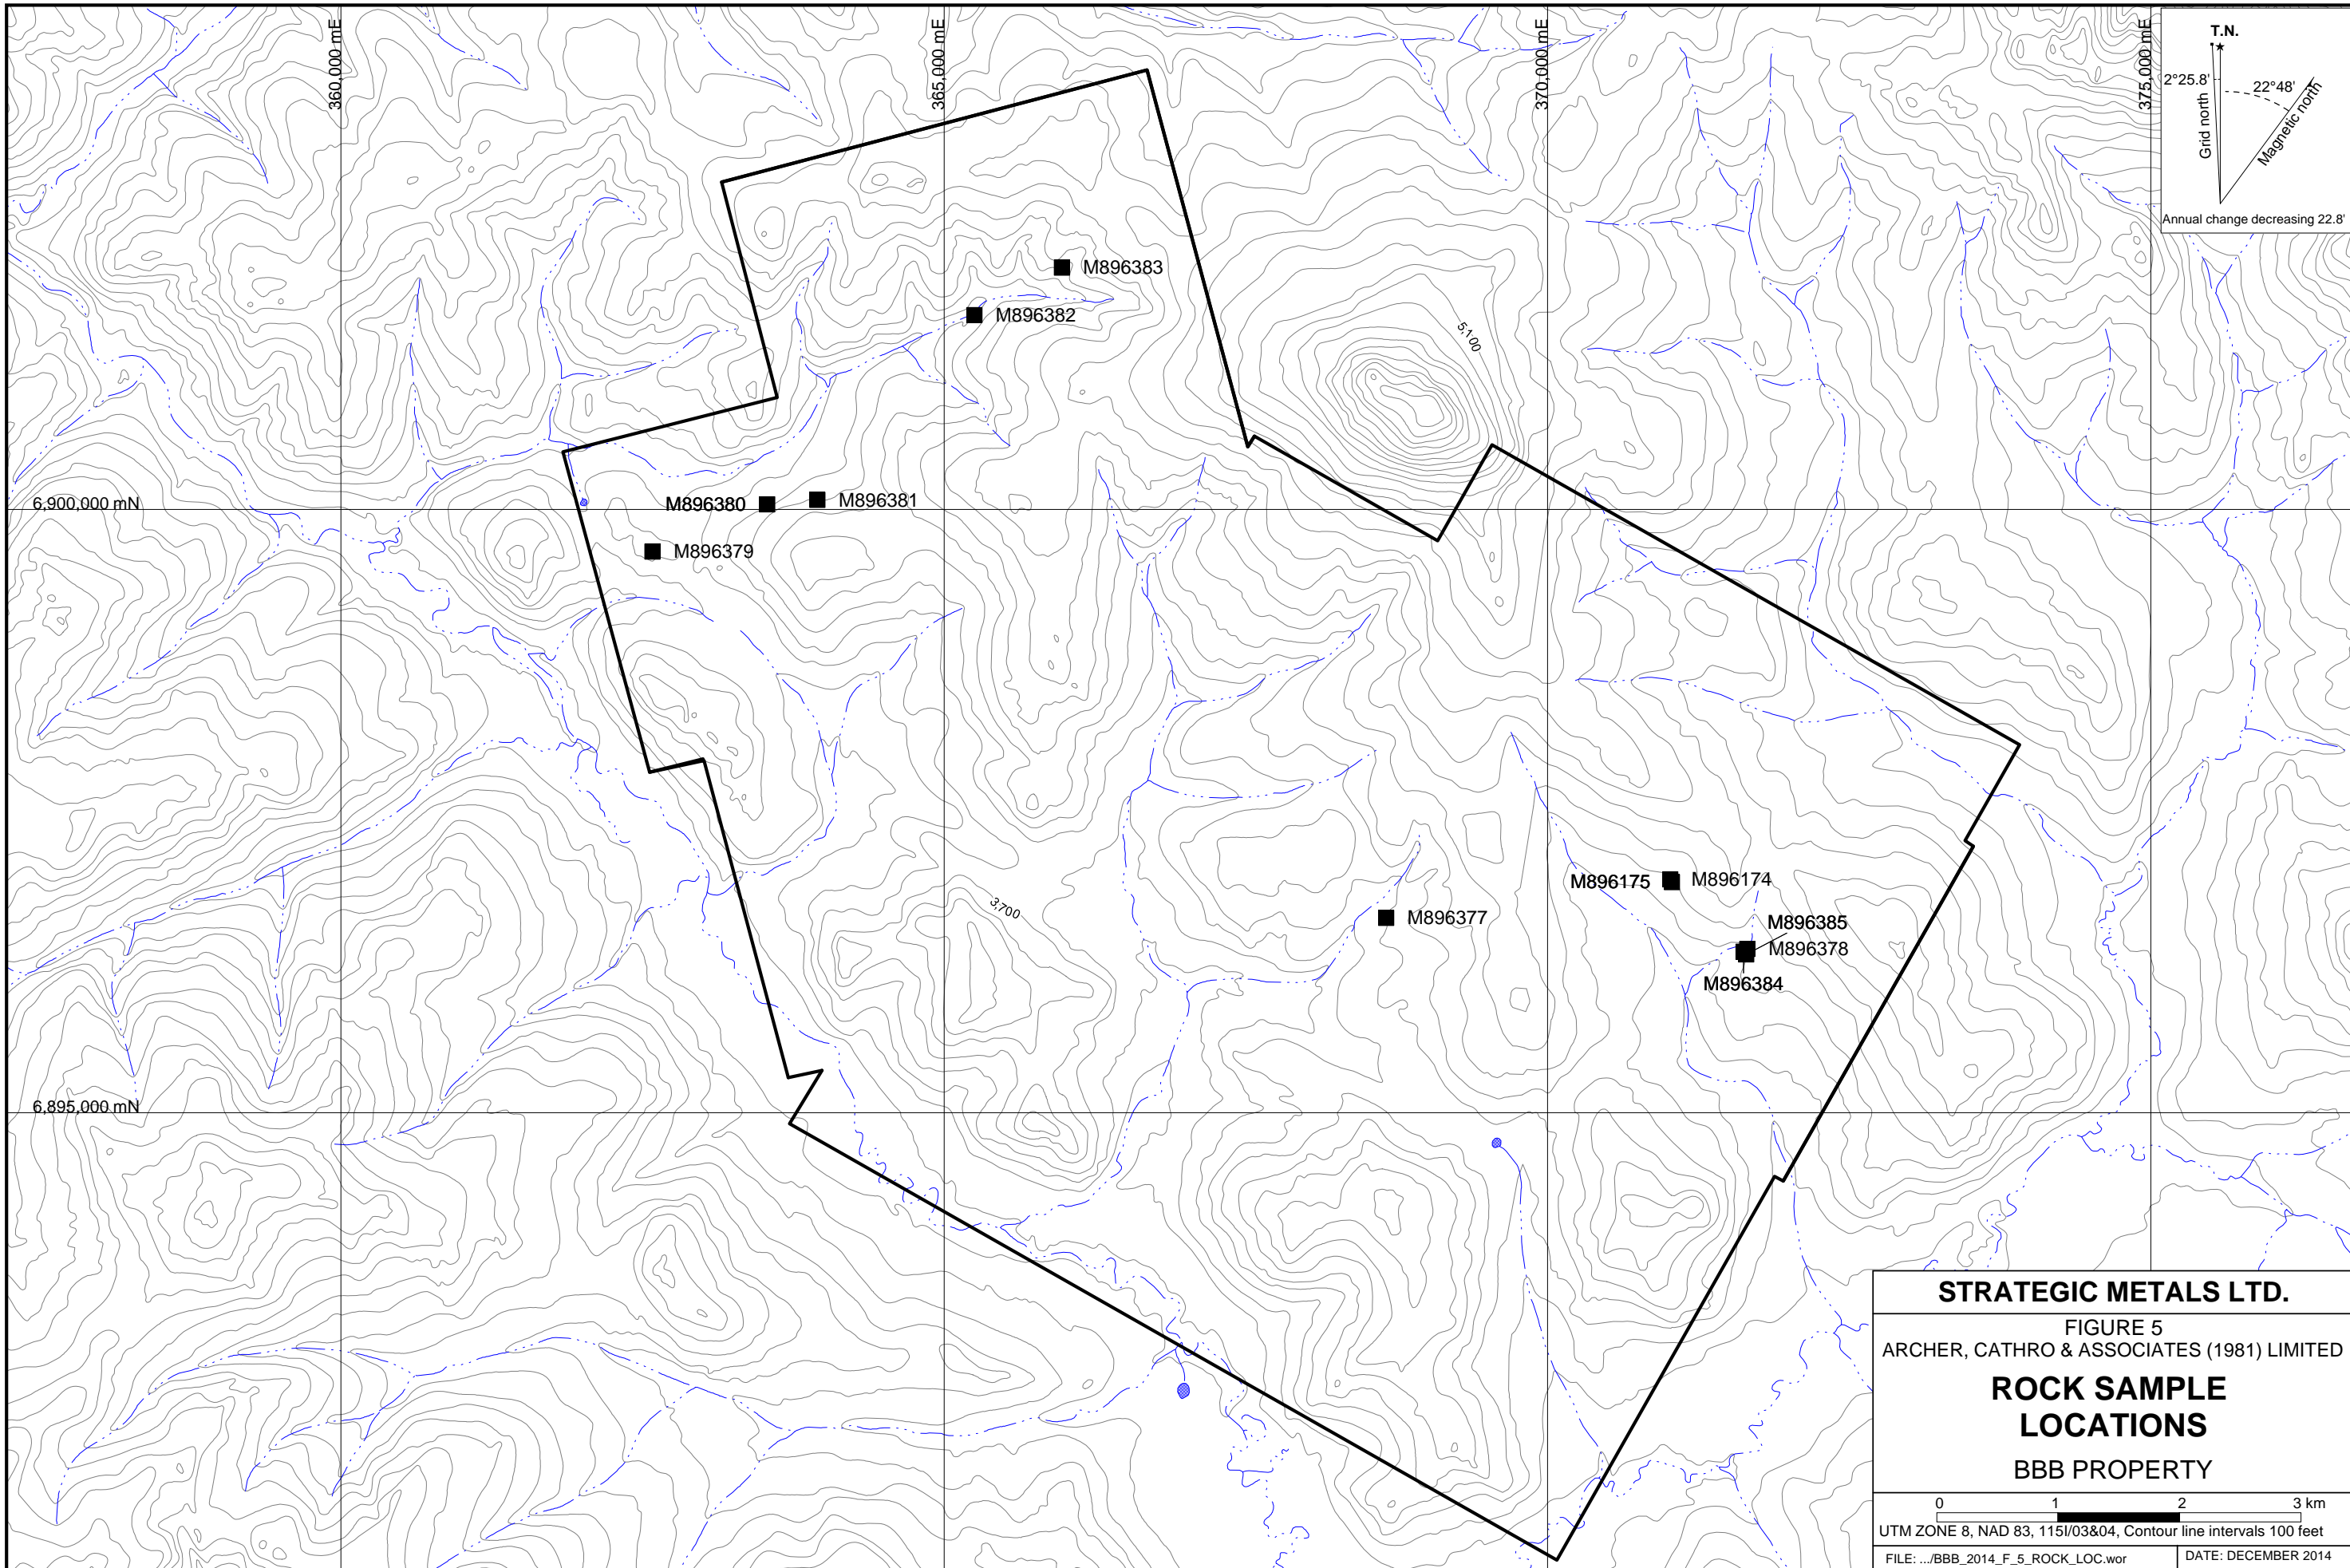 360,000 mE
365,000 mE
370,000 mE
375,000 mE
T.N.
2°25.8'
22°48'
Grid north
Magnetic north
Annual change decreasing 22.8'
M896383
M896382
5,100
M896380
M896381
6,900,000 mN
M896379
M896175
M896174
3,700
M896377
M896385
M896378
M896384
6,895,000 mN
STRATEGIC METALS LTD.
FIGURE 5
ARCHER, CATHRO & ASSOCIATES (1981) LIMITED
ROCK SAMPLE
LOCATIONS
BBB PROPERTY
0 1 2 3 km
UTM ZONE 8, NAD 83, 115I/03&04, Contour line intervals 100 feet
FILE: .../BBB_2014_F_5_ROCK_LOC.wor
DATE: DECEMBER 2014